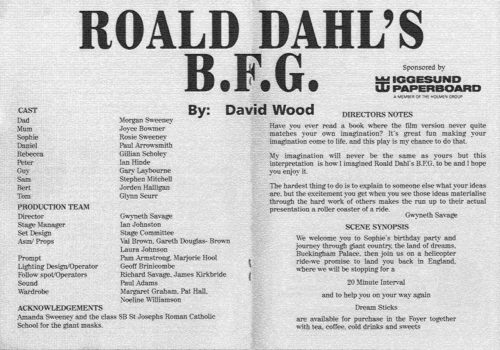 ROALD DAHL'S
B.F.G.
By: David Wood
Sponsored by
IGGESUND
PAPERBOARD
A MEMBER OF THE HOLMEN GROUP
CAST
Dad Morgan Sweeney
Mum Joyce Bowmer
Sophie Rosie Sweeney
Daniel Paul Arrowsmith
Rebecca Gillian Scholey
Peter Ian Hinde
Guy Gary Laybourne
Sam Stephen Mitchell
Bert Jorden Halligan
Tom Glynn Scurr
PRODUCTION TEAM
Director Gwyneth Savage
Stage Manager Ian Johnston
Set Design Stage Committee
Asm/ Props Val Brown, Gareth Douglas- Brown
Laura Johnson
Prompt Pam Armstrong, Marjorie Hool
Lighting Design/Operator Geoff Brinicombe
Follow spot/Operators Richard Savage, James Kirkbride
Sound Paul Adams
Wardrobe Margaret Graham, Pat Hall,
Noeline Williamson
ACKNOWLEDGEMENTS
Amanda Sweeney and the class SB St Josephs Roman Catholic
School for the giant masks.
DIRECTORS NOTES
Have you ever read a book where the film version never quite
matches your own imagination? It's great fun making your
imagination come to life, and this play is my chance to do that.
My imagination will never be the same as yours but this
interpretation is how I imagined Roald Dahl's B.F.G. to be and I hope
you enjoy it.
The hardest thing to do is explain to someone else what your ideas
are, but the excitement you get when you see those ideas materialise
through the hard work of others makes the run up to their actual
presentation a roller coaster of a ride.
Gwyneth Savage
SCENE SYNOPSIS
We welcome you to Sophie's birthday party and
journey through giant country, the land of dreams,
Buckingham Palace, then join us on a helicopter
ride-we promise to land you back in England,
where we will be stopping for a
20 Minute Interval
and to help you on your way again
Dream Sticks
are available for purchase in the Foyer together
with tea, coffee, cold drinks and sweets